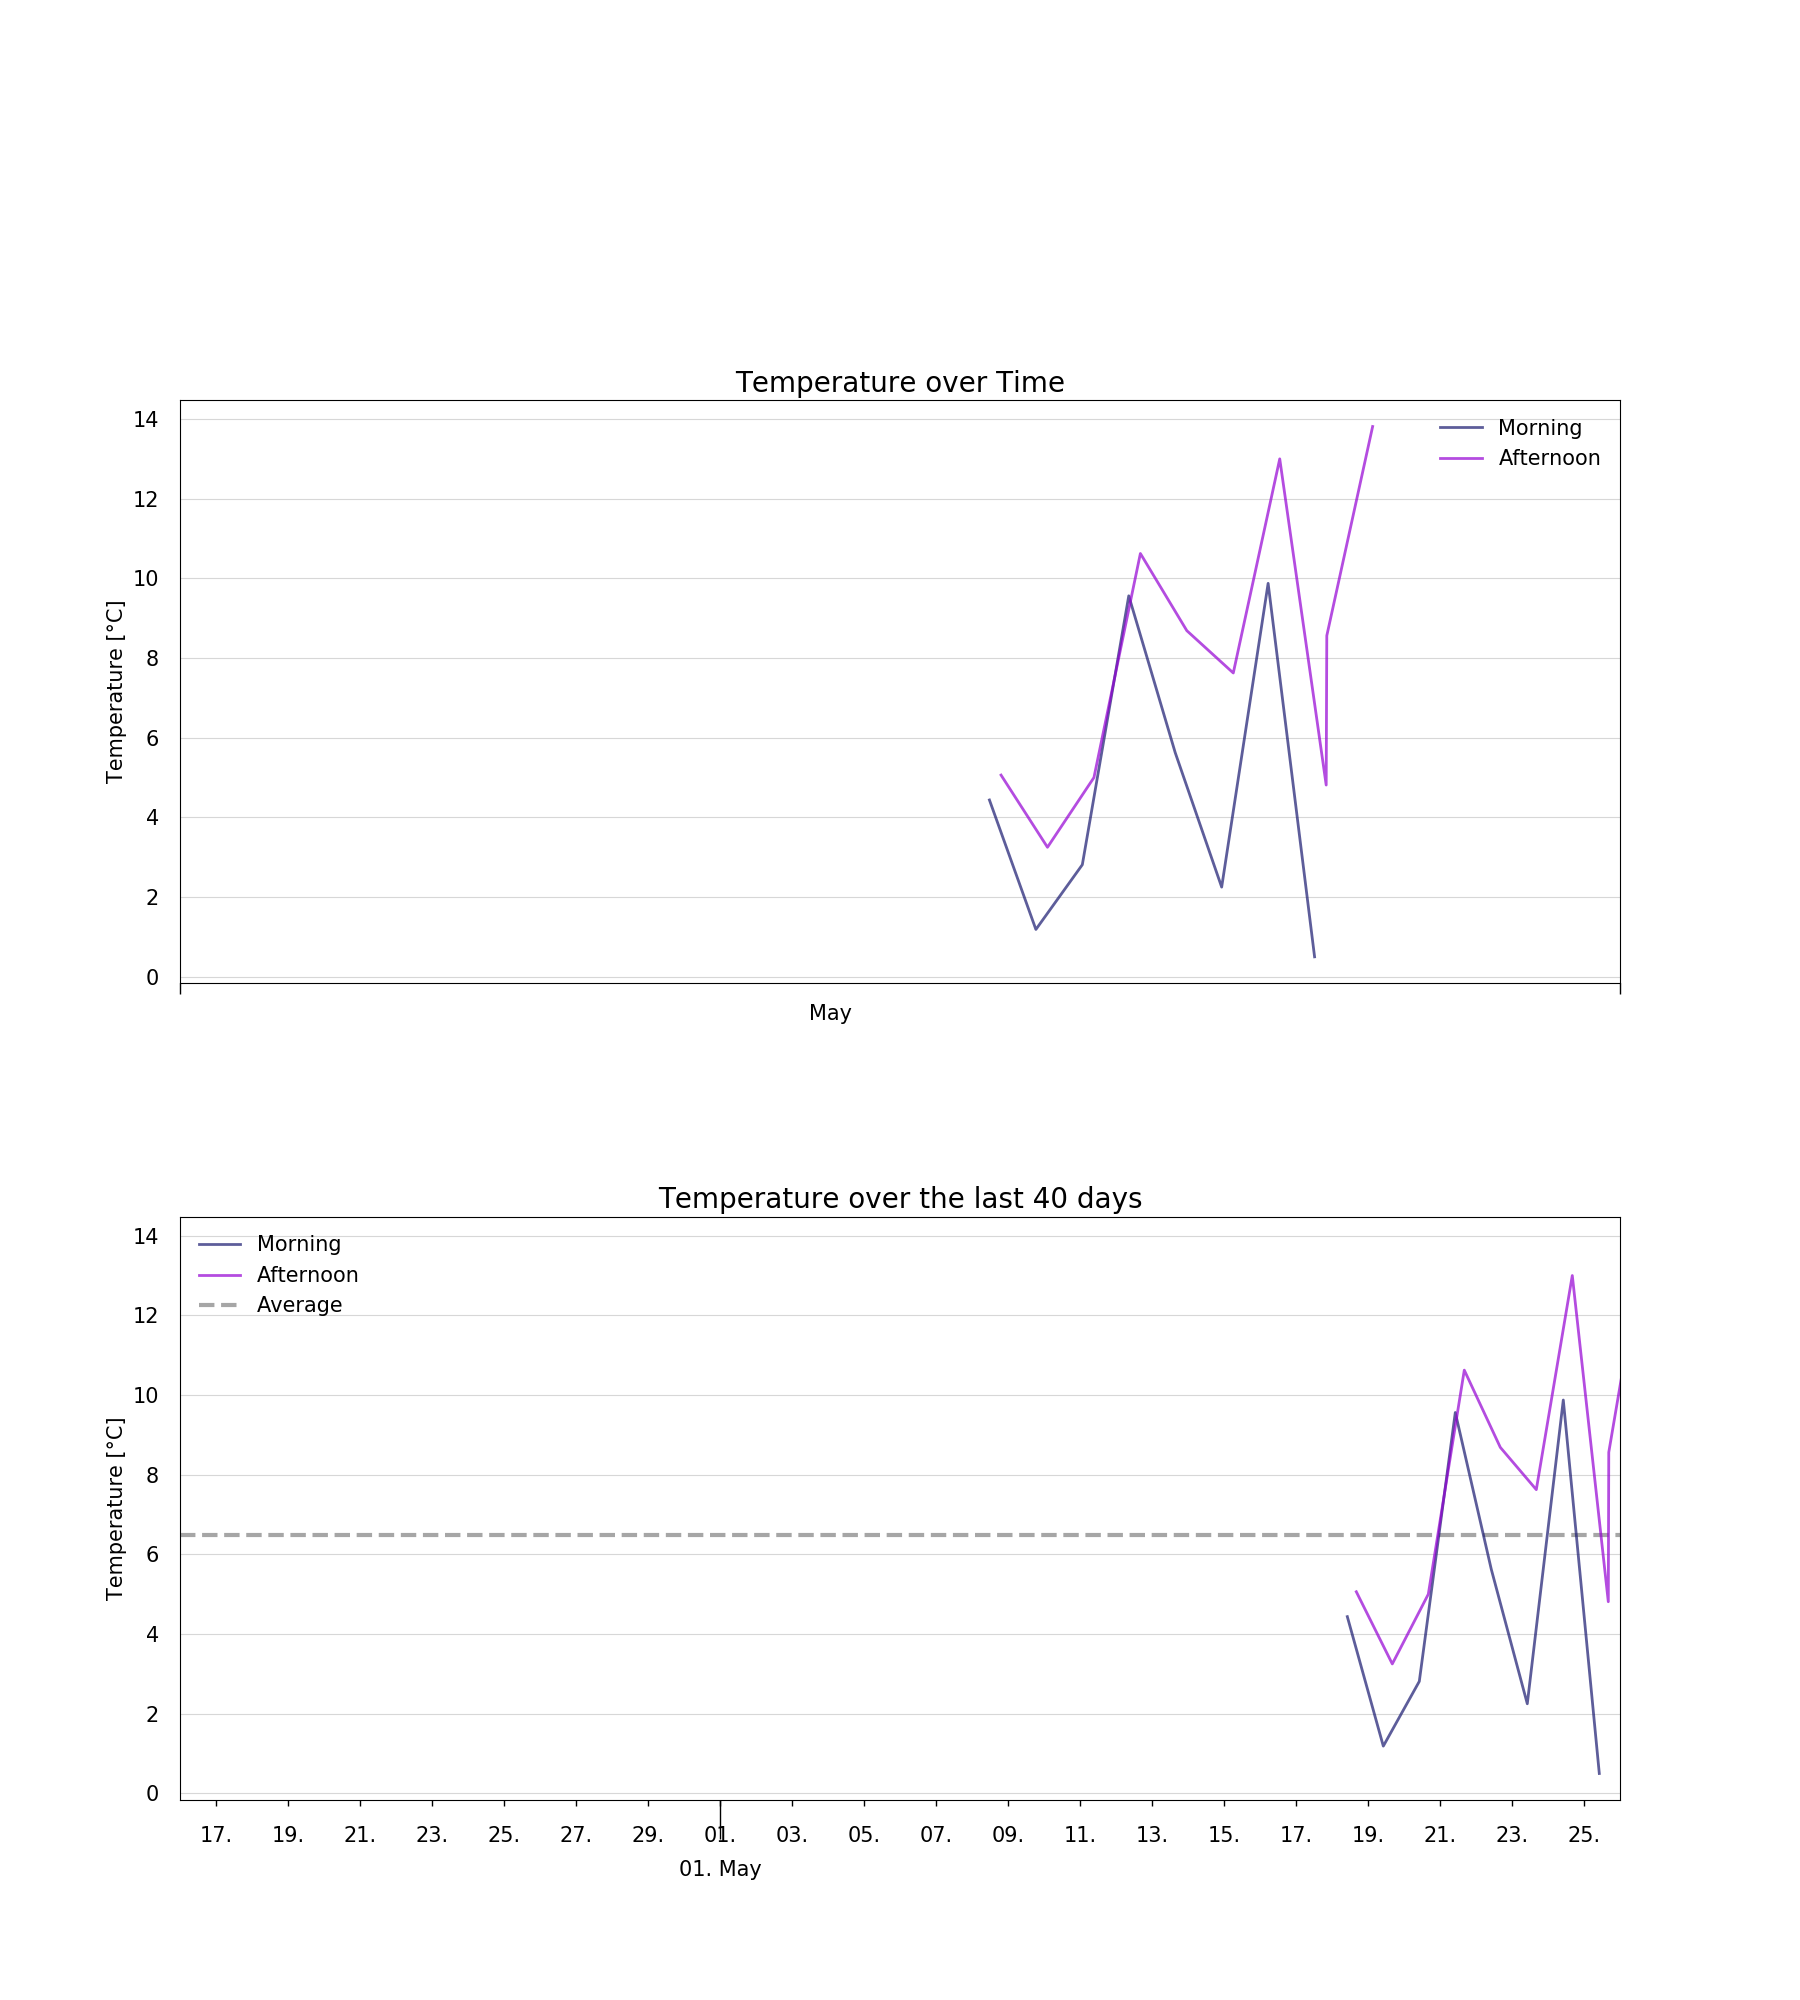 Temperature over Time
14
12
10
8
6
4
2
0
Temperature [°C]
Morning
Afternoon
May
Temperature over the last 40 days
14
12
10
8
6
4
2
0
Temperature [°C]
Morning
Afternoon
Average
17. 19. 21. 23. 25. 27. 29. 01. 03. 05. 07. 09. 11. 13. 15. 17. 19. 21. 23. 25.
01. May